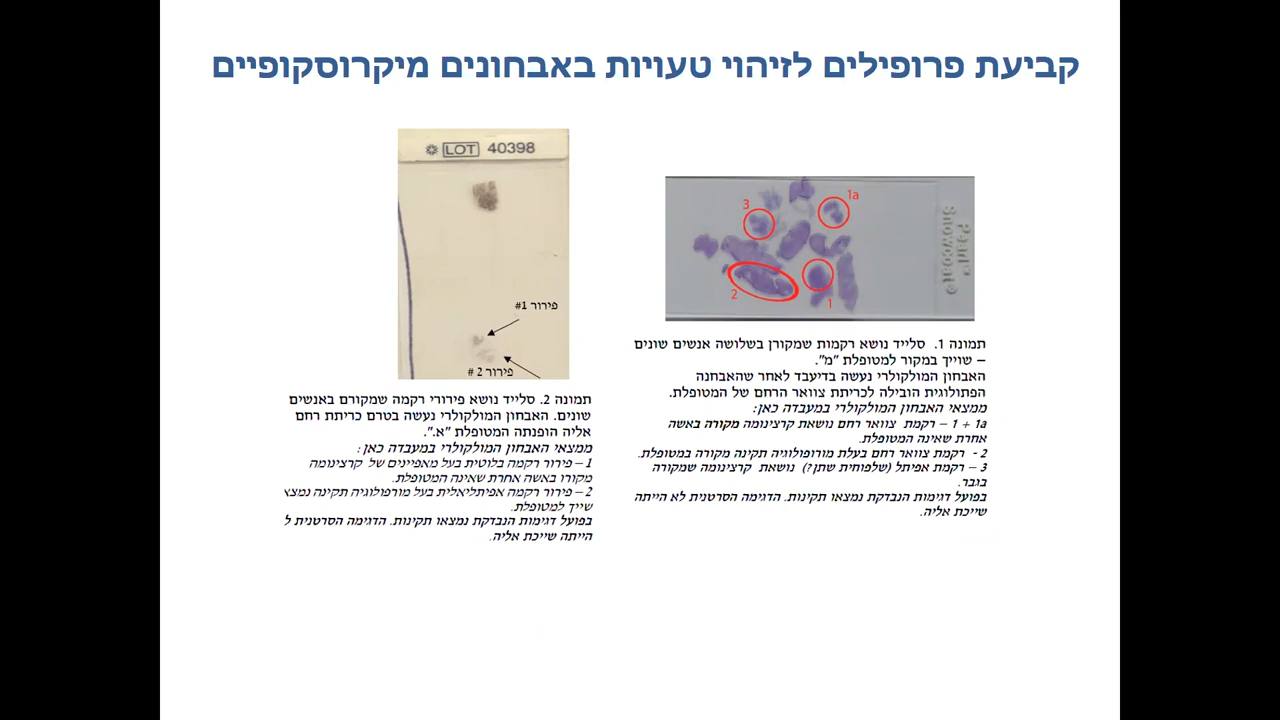 קביעת פרופילים לזיהוי טעויות באבחונים מיקרוסקופיים
3
1a
2
1
תמונה 1. סלייד נושא רקמות שמקורן בשלושה אנשים שונים
– שוייך במקור למטופלת "מ".
האבחון המולקולרי נעשה בדיעבד לאחר שהאבחנה
הפתולוגית הובילה לכריתת צוואר הרחם של המטופלת.
ממצאי האבחון המולקולרי במעבדה כאן:
1 + 1a – רקמת צוואר רחם נושאת קרצינומה מקורה באשה
אחרת שאינה המטופלת.
2 - רקמת צוואר רחם בעלת מורופולוגיה תקינה מקורה במטופלת.
3 – רקמת אפיתל (שלפוחית שתן?) נושאת קרצינומה שמקורה
בגבר.
בפועל דגימות הנבדקת נמצאו תקינות. הדגימה הסרטנית לא הייתה
שייכת אליה.
LOT 40398
פירור 1#
פירור 2 #
תמונה 2. סלייד נושא פירורי רקמה שמקורם באנשים
שונים. האבחון המולקולרי נעשה בטרם כריתת רחם
אליה הופנתה המטופלת "א.".
ממצאי האבחון המולקולרי במעבדה כאן:
1 – פירור רקמה בלוטית בעל מאפיינים של קרצינומה
מקורו באשה אחרת שאינה המטופלת.
2 – פירור רקמה אפיתליאלית בעל מורפולוגיה תקינה נמצא
שייך למטופלת.
בפועל דגימות הנבדקת נמצאו תקינות. הדגימה הסרטנית ל
הייתה שייכת אליה.